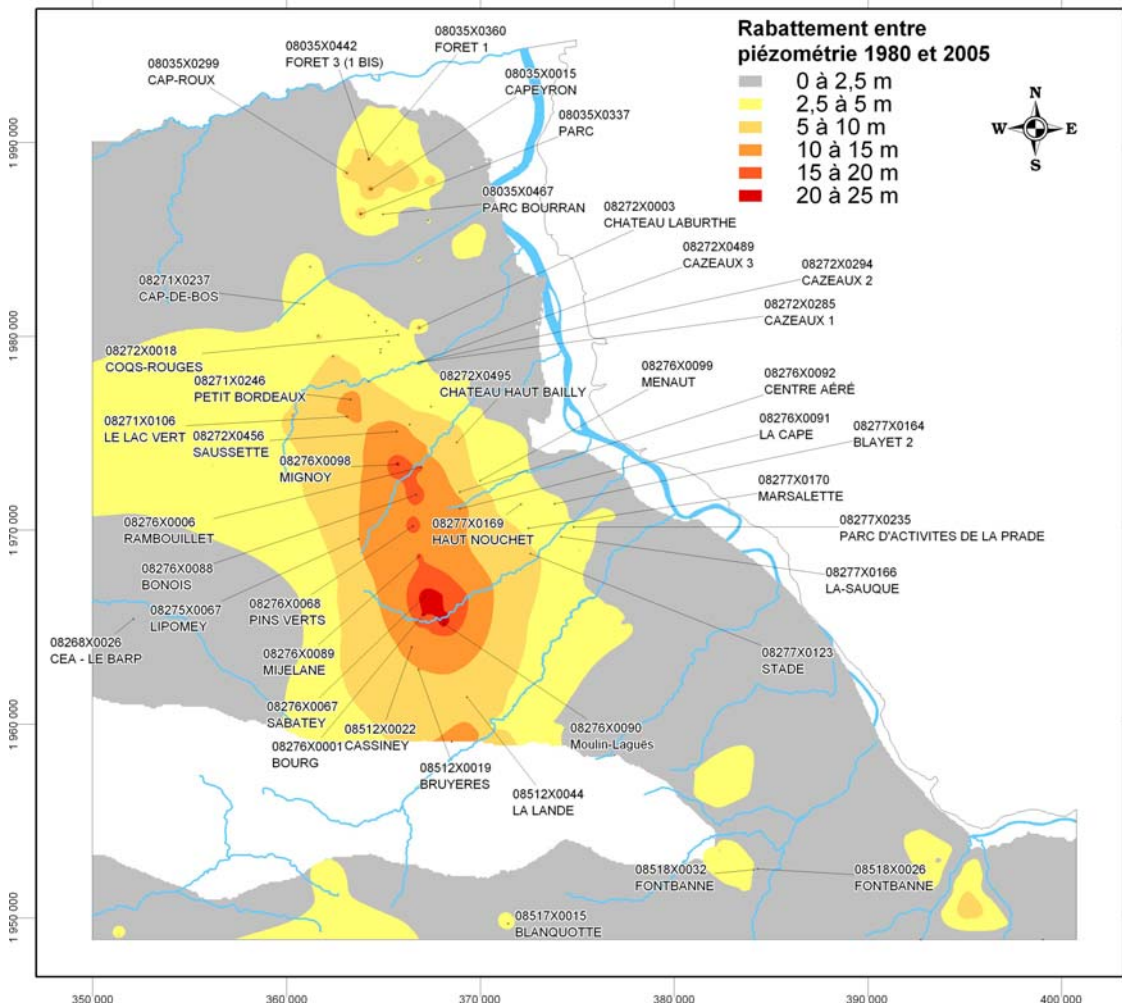 Rabattement entre
piézométrie 1980 et 2005
0 à 2,5 m
2,5 à 5 m
5 à 10 m
10 à 15 m
15 à 20 m
20 à 25 m
N
W E
S
08035X0360
FORET 1
08035X0442
FORET 3 (1 BIS)
08035X0299
CAP-ROUX
08035X0015
CAPEYRON
08035X0337
PARC
08035X0467
PARC BOURRAN
08272X0003
CHATEAU LABURTHE
08272X0489
CAZEAUX 3
08272X0294
CAZEAUX 2
08272X0285
CAZEAUX 1
08271X0237
CAP-DE-BOS
08272X0018
COQS-ROUGES
08271X0246
PETIT BORDEAUX
08272X0495
CHATEAU HAUT BAILLY
08276X0099
MENAUT
08276X0092
CENTRE AÉRÉ
08276X0091
LA CAPE
08277X0164
BLAYET 2
08271X0106
LE LAC VERT
08272X0456
SAUSSETTE
08276X0098
MIGNOY
08277X0170
MARSALETTE
08276X0006
RAMBOUILLET
08277X0169
HAUT NOUCHET
08277X0235
PARC D'ACTIVITES DE LA PRADE
08276X0088
BONOIS
08277X0166
LA-SAUQUE
08275X0067
LIPOMEY
08276X0068
PINS VERTS
08268X0026
CEA - LE BARP
08276X0089
MIJELANE
08277X0123
STADE
08276X0067
SABATEY
08276X0001
BOURG
08512X0022
CASSINEY
08276X0090
Moulin-Laguës
08512X0019
BRUYERES
08512X0044
LA LANDE
08518X0032
FONTBANNE
08518X0026
FONTBANNE
08517X0015
BLANQUOTTE
1 990 000
1 980 000
1 970 000
1 960 000
1 950 000
350 000
360 000
370 000
380 000
390 000
400 000